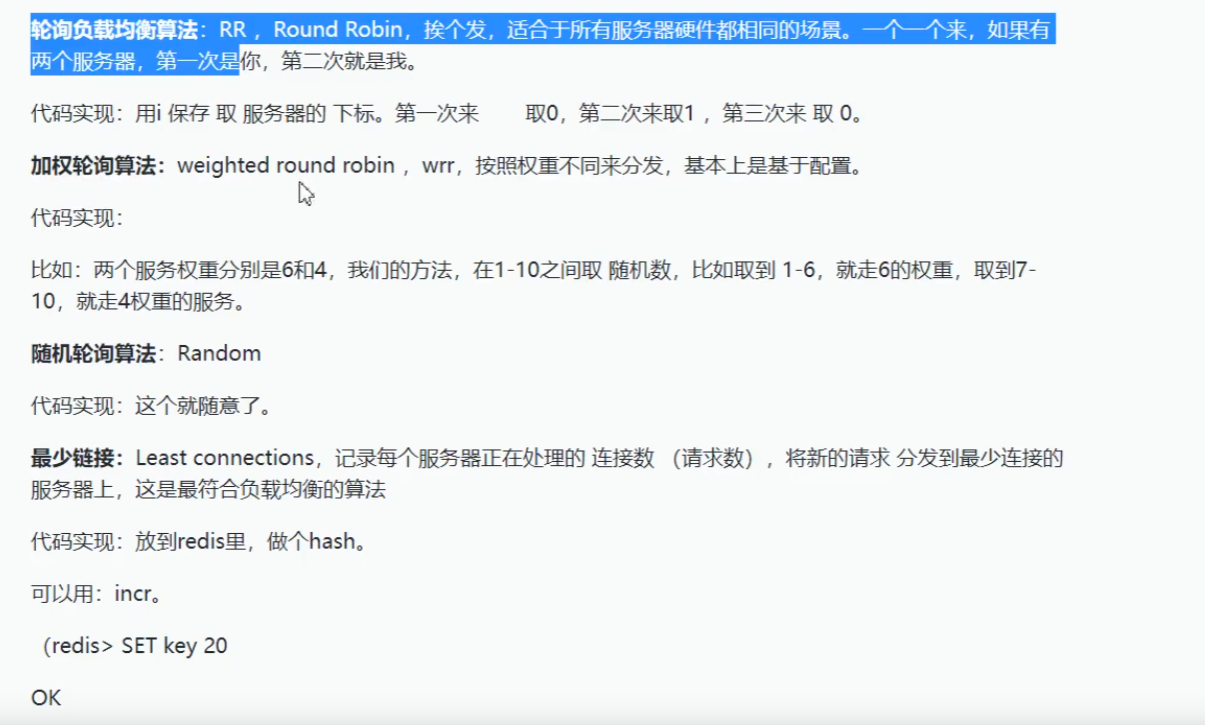 轮询负载均衡算法：RR ，Round Robin，挨个发，适合于所有服务器硬件都相同的场景。一个一个来，如果有
两个服务器，第一次是你，第二次就是我。
代码实现：用i 保存 取 服务器的 下标。第一次来 取0，第二次来取1 ，第三次来 取 0。
加权轮询算法：weighted round robin ，wrr，按照权重不同来分发，基本上是基于配置。
代码实现：
比如：两个服务权重分别是6和4，我们的方法，在1-10之间取 随机数，比如取到 1-6，就走6的权重，取到7-
10，就走4权重的服务。
随机轮询算法：Random
代码实现：这个就随意了。
最少链接：Least connections，记录每个服务器正在处理的 连接数 （请求数），将新的请求 分发到最少连接的
服务器上，这是最符合负载均衡的算法
代码实现：放到redis里，做个hash。
可以用：incr。
（redis> SET key 20
OK